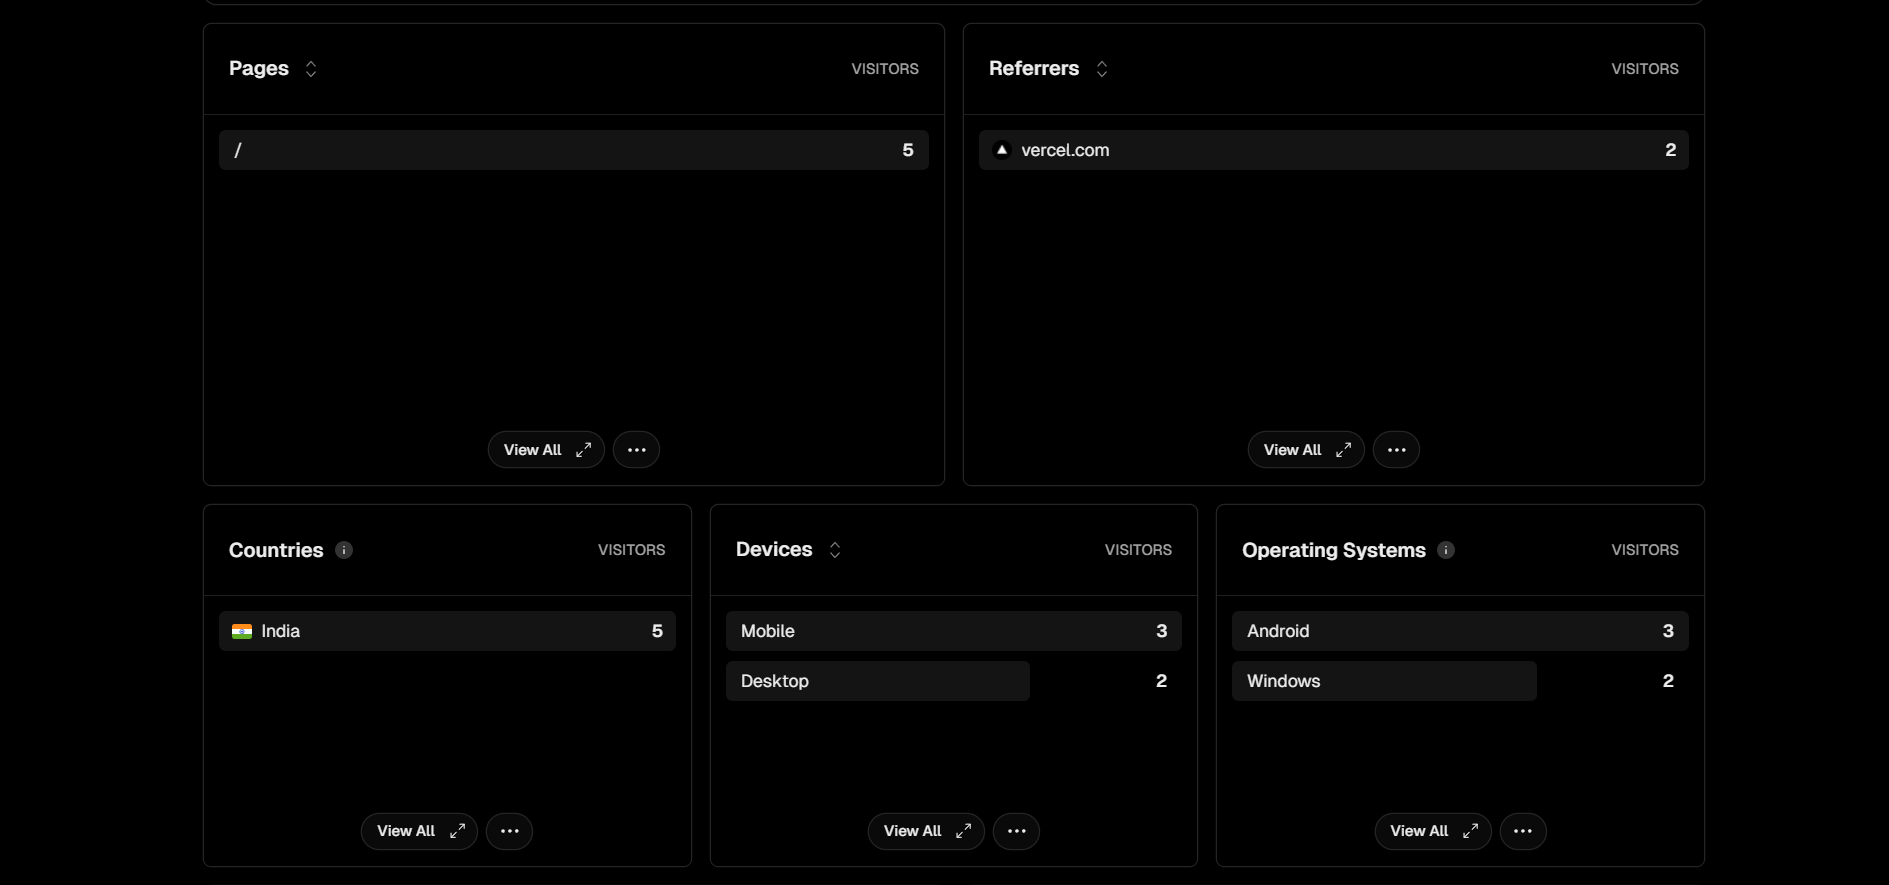 Pages
VISITORS
/
5
View All
Referrers
VISITORS
vercel.com
2
View All
Countries
VISITORS
India
5
View All
Devices
VISITORS
Mobile
3
Desktop
2
View All
Operating Systems
VISITORS
Android
3
Windows
2
View All